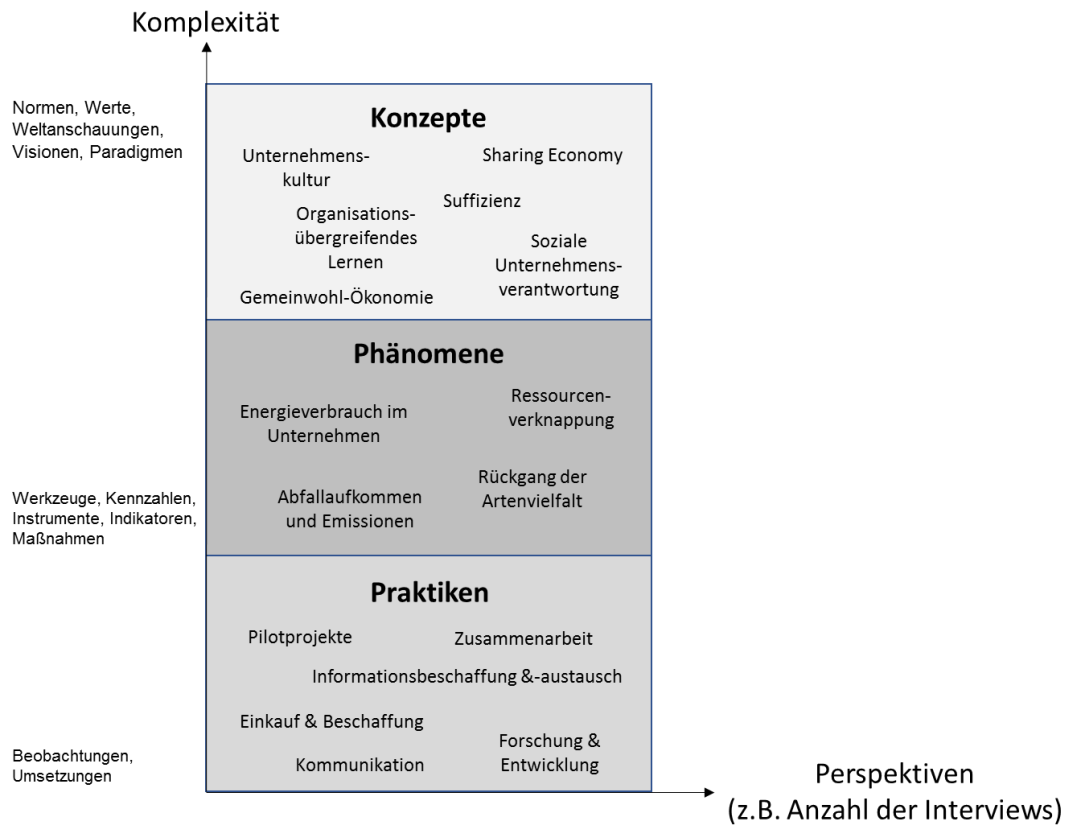 Komplexität
Normen, Werte,
Weltanschauungen,
Visionen, Paradigmen
Konzepte
Unternehmens-
kultur
Sharing Economy
Suffizienz
Organisations-
übergreifendes
Lernen
Soziale
Unternehmens-
verantwortung
Gemeinwohl-Ökonomie
Phänomene
Energieverbrauch im
Unternehmen
Ressourcen-
verknappung
Werkzeuge, Kennzahlen,
Instrumente, Indikatoren,
Maßnahmen
Abfallaufkommen
und Emissionen
Rückgang der
Artenvielfalt
Praktiken
Pilotprojekte
Zusammenarbeit
Informationsbeschaffung &-austausch
Einkauf & Beschaffung
Kommunikation
Forschung &
Entwicklung
Beobachtungen,
Umsetzungen
Perspektiven
(z.B. Anzahl der Interviews)